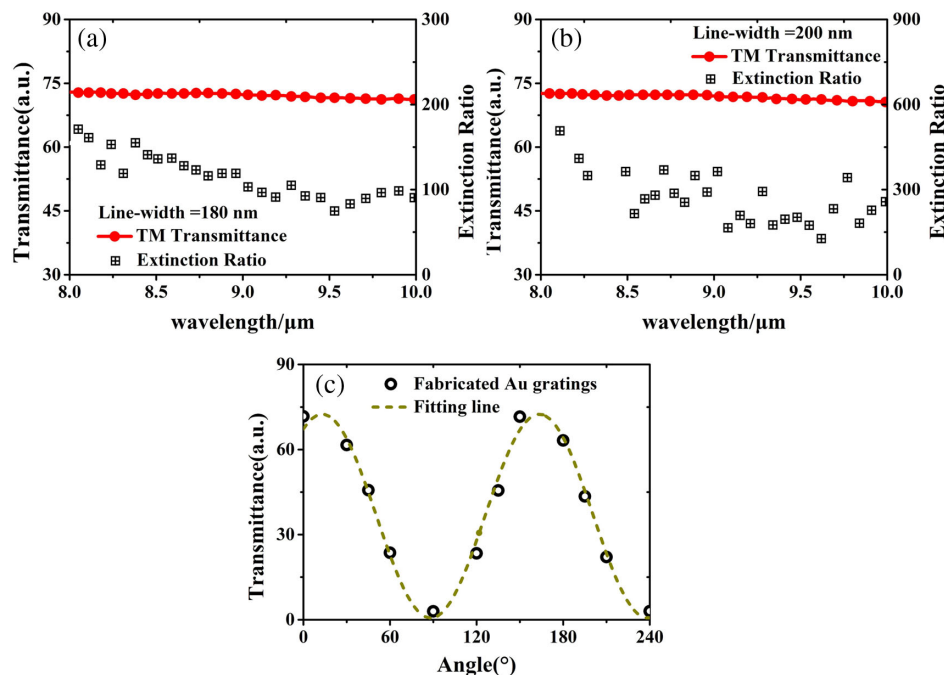 (a)
90
75
60
45
30
Transmittance(a.u.)
300
200
100
0
Extinction Ratio
Line-width =180 nm
TM Transmittance
Extinction Ratio
8.0 8.5 9.0 9.5 10.0
wavelength/μm
(b)
90
75
60
45
30
Transmittance(a.u.)
900
600
300
0
Extinction Ratio
Line-width =200 nm
TM Transmittance
Extinction Ratio
8.0 8.5 9.0 9.5 10.0
wavelength/μm
(c)
90
60
30
0
Transmittance(a.u.)
Fabricated Au gratings
Fitting line
0 60 120 180 240
Angle(°)